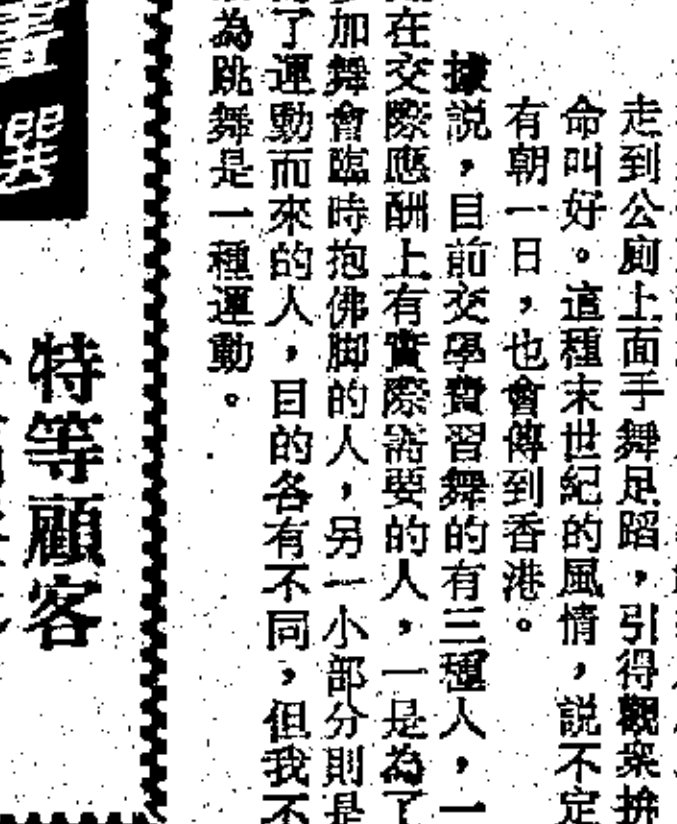 走到公廁上面手舞足蹈，引得觀眾拚
命叫好。這種末世紀的風情，説不定
有朝一日，也會傳到香港。
據説，目前交學費習舞的有三種人，一
在交際應酬上有實際需要的人，一是為了
加舞會臨時抱佛脚的人，另一小部分則是
了運動而來的人，目的各有不同，但我不
為跳舞是一種運動。
選
特等顧客